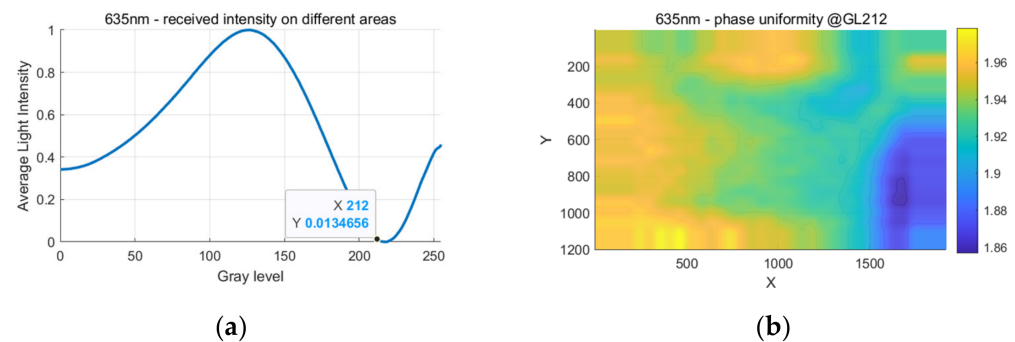 635nm - received intensity on different areas
1
0.8
0.6
0.4
0.2
0
Average Light Intensity
X 212
Y 0.0134656
0 50 100 150 200 250
Gray level
(a)
635nm - phase uniformity @GL212
200
400
600
800
1000
1200
Y
500 1000 1500
X
1.96
1.94
1.92
1.9
1.88
1.86
(b)